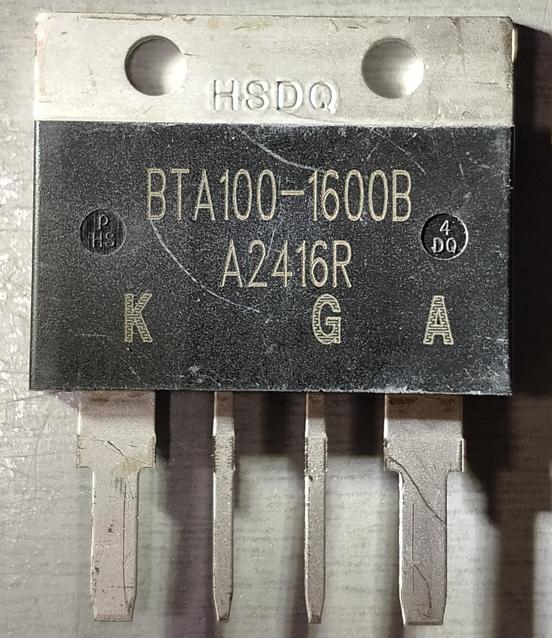 HSDQ
BTA100-1600B
P
HS
4
DQ
A2416R
K G A